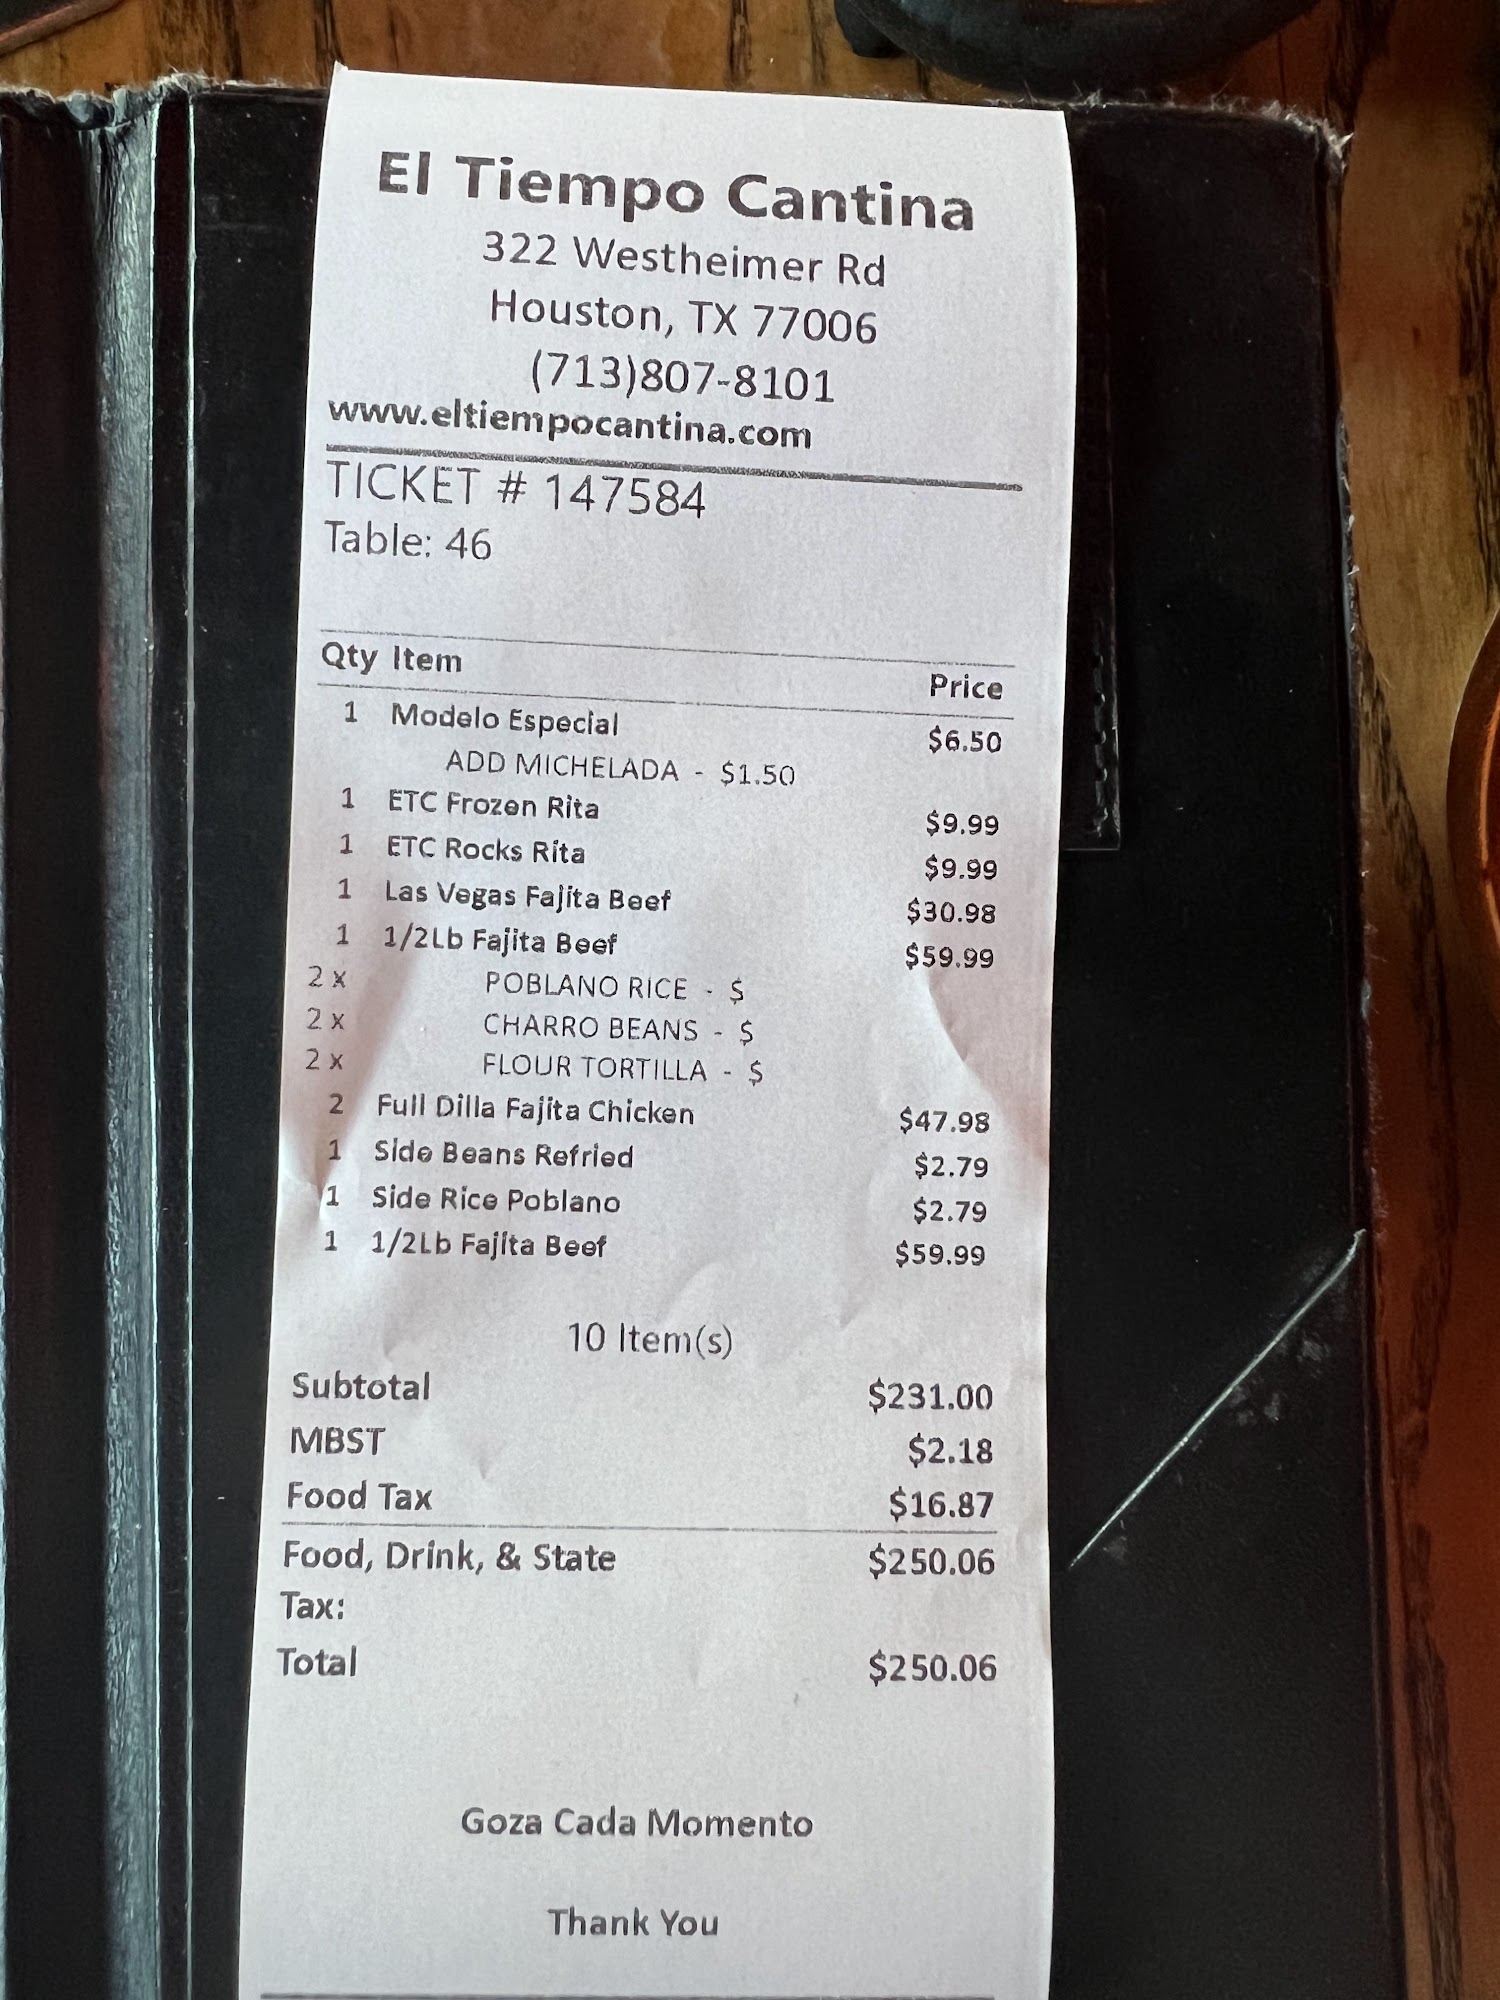 El Tiempo Cantina
322 Westheimer Rd
Houston, TX 77006
(713)807-8101
www.eltiempocantina.com
TICKET # 147584
Table: 46
Qty Item Price
1 Modelo Especial $6.50
ADD MICHELADA - $1.50
1 ETC Frozen Rita $9.99
1 ETC Rocks Rita $9.99
1 Las Vegas Fajita Beef $30.98
1 1/2Lb Fajita Beef $59.99
2 x POBLANO RICE - $
2 x CHARRO BEANS - $
2 x FLOUR TORTILLA - $
2 Full Dilla Fajita Chicken $47.98
1 Side Beans Refried $2.79
1 Side Rice Poblano $2.79
1 1/2Lb Fajita Beef $59.99
10 Item(s)
Subtotal $231.00
MBST $2.18
Food Tax $16.87
Food, Drink, & State $250.06
Tax:
Total $250.06
Goza Cada Momento
Thank You